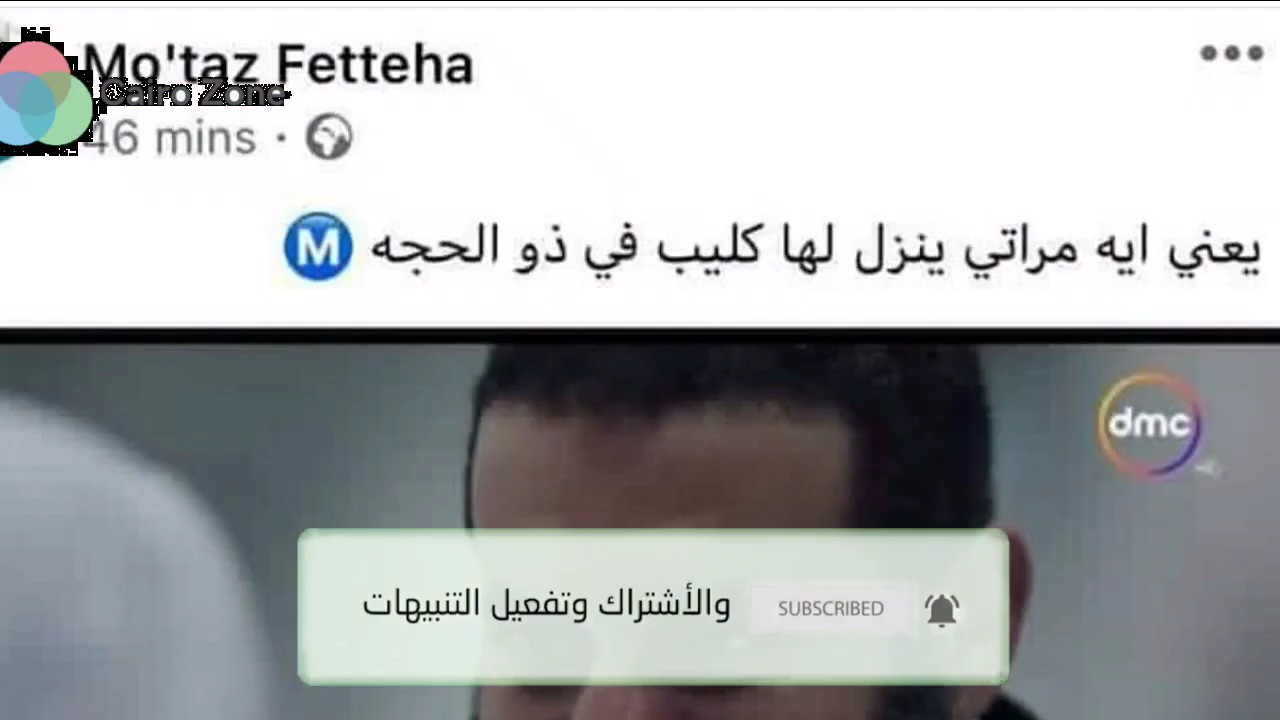 Mo'taz Fetteha
Cairo Zone
46 mins ·
يعني ايه مراتي ينزل لها كليب في ذو الحجه Ⓜ️
dmc
والأشتراك وتفعيل التنبيهات SUBSCRIBED